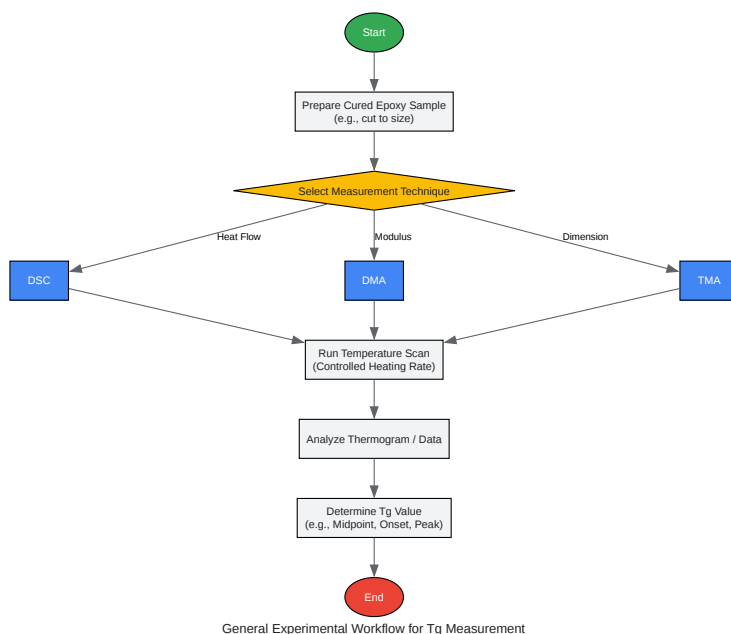 Start
Prepare Cured Epoxy Sample
(e.g., cut to size)
Select Measurement Technique
Heat Flow
Modulus
Dimension
DSC
DMA
TMA
Run Temperature Scan
(Controlled Heating Rate)
Analyze Thermogram / Data
Determine Tg Value
(e.g., Midpoint, Onset, Peak)
End
General Experimental Workflow for Tg Measurement